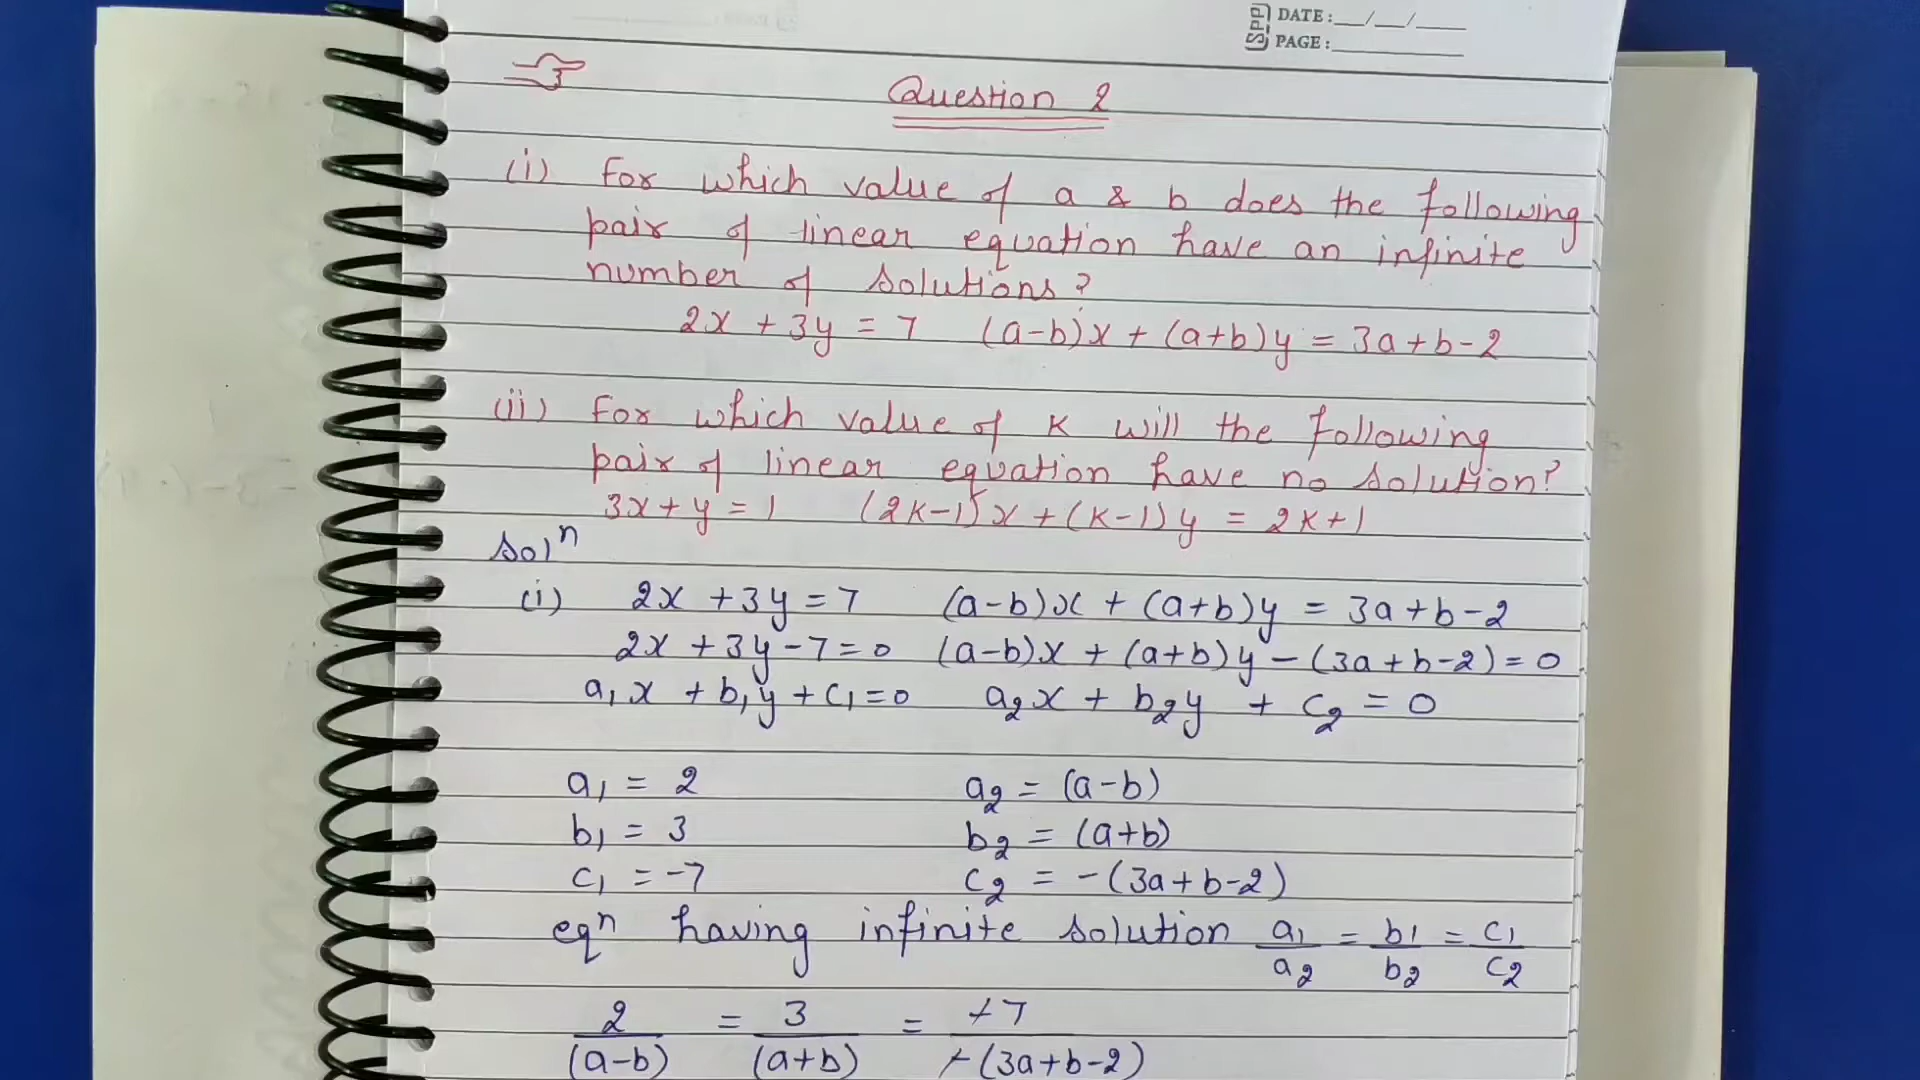 SPP DATE: __/__/____
PAGE: ________
Question 2
(i) For which value of a & b does the following
pair of linear equation have an infinite
number of solutions?
2x + 3y = 7 (a-b)x + (a+b)y = 3a+b-2
(ii) For which value of K will the following
pair of linear equation have no solution?
3x+y = 1 (2K-1)x + (K-1)y = 2K+1
Solⁿ
(i) 2x + 3y = 7 (a-b)x + (a+b)y = 3a+b-2
2x + 3y - 7 = 0 (a-b)x + (a+b)y - (3a+b-2) = 0
a₁x + b₁y + c₁ = 0 a₂x + b₂y + c₂ = 0
a₁ = 2 a₂ = (a-b)
b₁ = 3 b₂ = (a+b)
c₁ = -7 c₂ = -(3a+b-2)
eqⁿ having infinite solution a₁/a₂ = b₁/b₂ = c₁/c₂
2/(a-b) = 3/(a+b) = -7/-(3a+b-2)